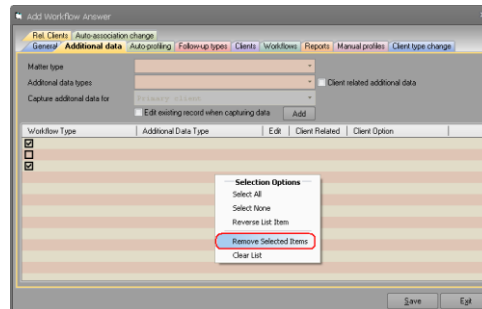 Add Workflow Answer
Rel. Clients Auto-association change
General Additional data Auto-profiling Follow-up types Clients Workflows Reports Manual profiles Client type change
Matter type
Additonal data types Client related additional data
Capture additonal data for Primary Client
Edit existing record when capturing data Add
Workflow Type Additional Data Type Edit Client Related Client Option
Selection Options
Select All
Select None
Reverse List Item
Remove Selected Items
Clear List
Save Exit